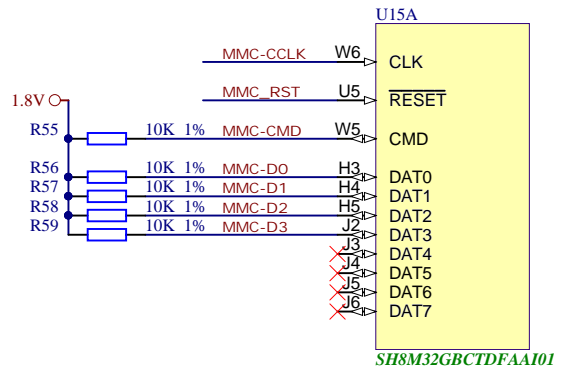 U15A
MMC-CCLK W6 CLK
1.8V MMC_RST U5 RESET
R55 10K 1% MMC-CMD W5 CMD
R56 10K 1% MMC-D0 H3 DAT0
R57 10K 1% MMC-D1 H4 DAT1
R58 10K 1% MMC-D2 H5 DAT2
R59 10K 1% MMC-D3 J2 DAT3
J3 DAT4
J4 DAT5
J5 DAT6
J6 DAT7
SH8M32GBCTDFAAI01